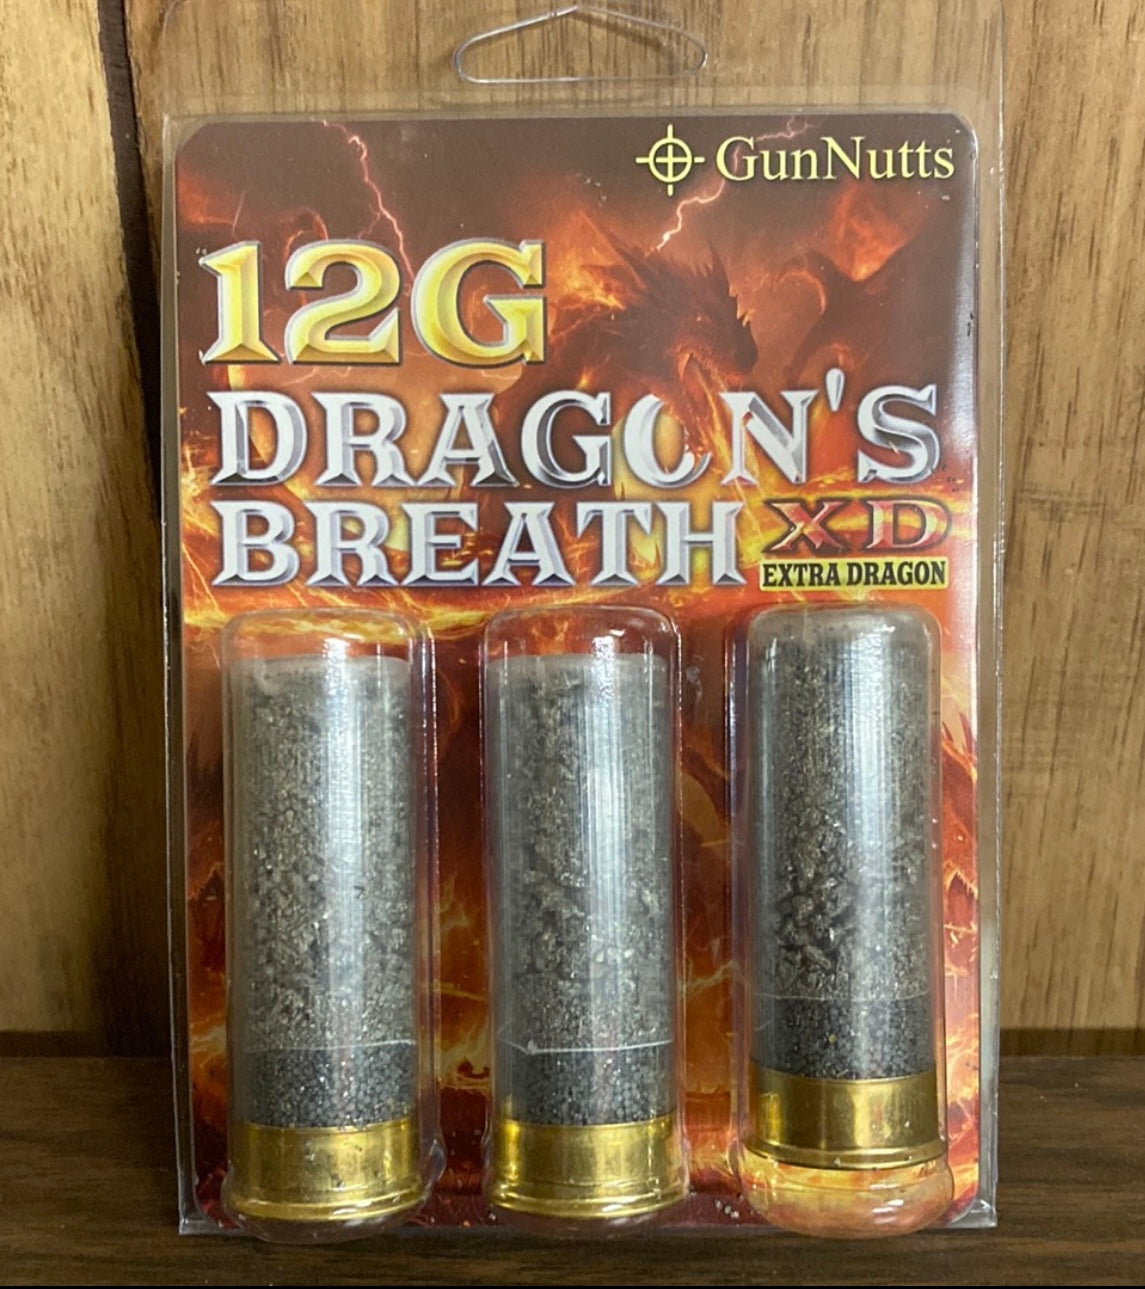 GunNutts
12G
DRAGON'S
BREATH XD
EXTRA DRAGON